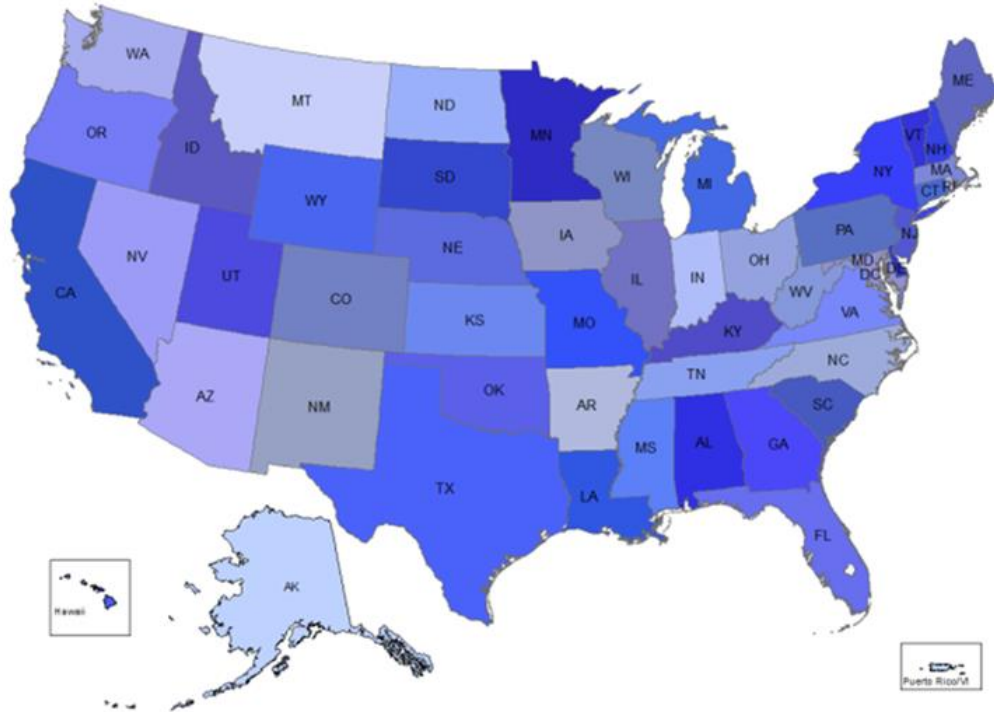 WA
MT
ND
MN
ME
OR
ID
SD
WI
MI
VT
NH
NY
MA
CT
RI
WY
NE
IA
PA
NJ
NV
UT
CO
IL
IN
OH
MD
DE
DC
WV
VA
CA
KS
MO
KY
AZ
NM
OK
AR
TN
NC
SC
TX
LA
MS
AL
GA
FL
AK
Hawaii
Puerto Rico/VI